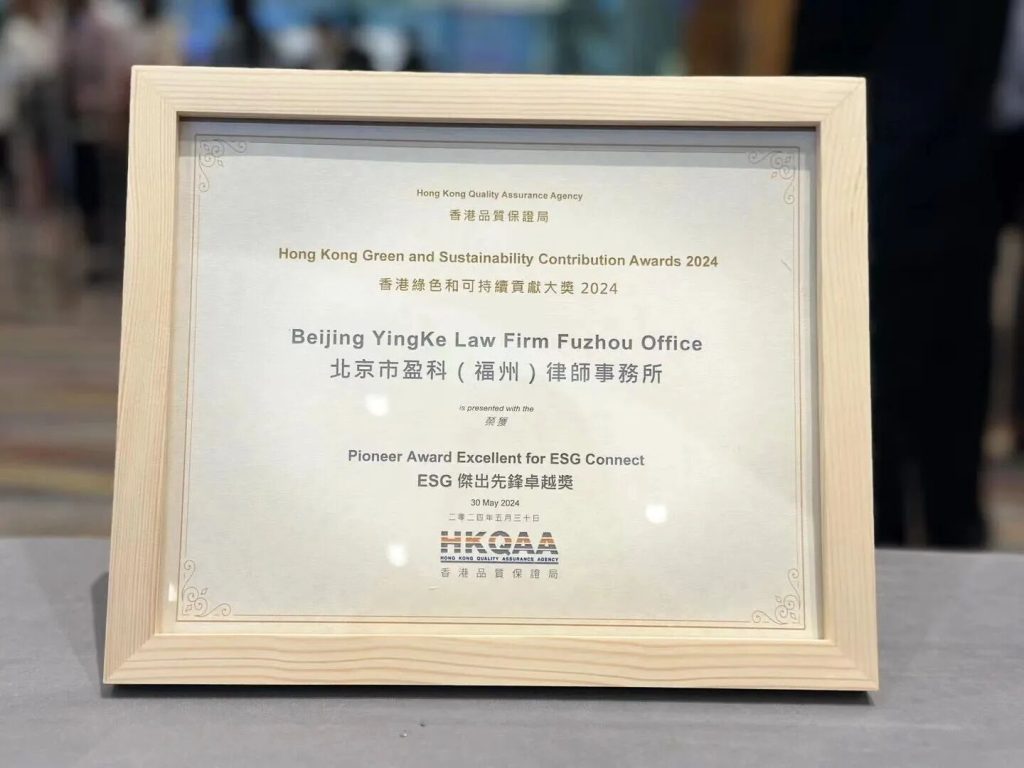 Hong Kong Quality Assurance Agency
香港品質保證局
Hong Kong Green and Sustainability Contribution Awards 2024
香港綠色和可持續貢獻大獎 2024
Beijing YingKe Law Firm Fuzhou Office
北京市盈科（福州）律師事務所
is presented with the
榮獲
Pioneer Award Excellent for ESG Connect
ESG 傑出先鋒卓越獎
30 May 2024
二零二四年五月三十日
HKQAA
HONG KONG QUALITY ASSURANCE AGENCY
香港品質保證局